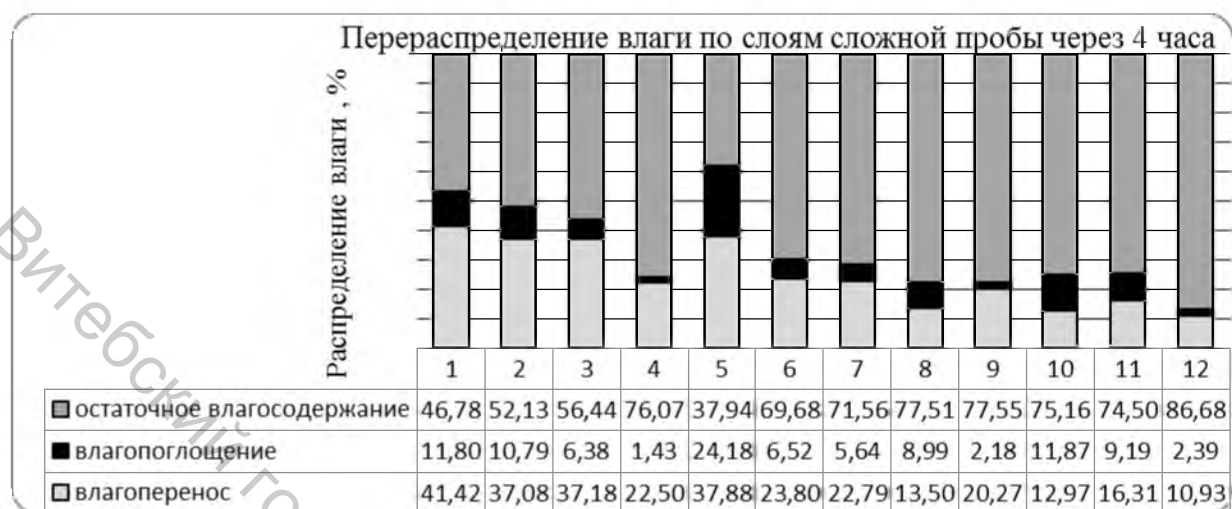 Перераспределение влаги по слоям сложной пробы через 4 часа
Распределение влаги , %
1 2 3 4 5 6 7 8 9 10 11 12
остаточное влагосодержание 46,78 52,13 56,44 76,07 37,94 69,68 71,56 77,51 77,55 75,16 74,50 86,68
влагопоглощение 11,80 10,79 6,38 1,43 24,18 6,52 5,64 8,99 2,18 11,87 9,19 2,39
влагоперенос 41,42 37,08 37,18 22,50 37,88 23,80 22,79 13,50 20,27 12,97 16,31 10,93
Витебский го